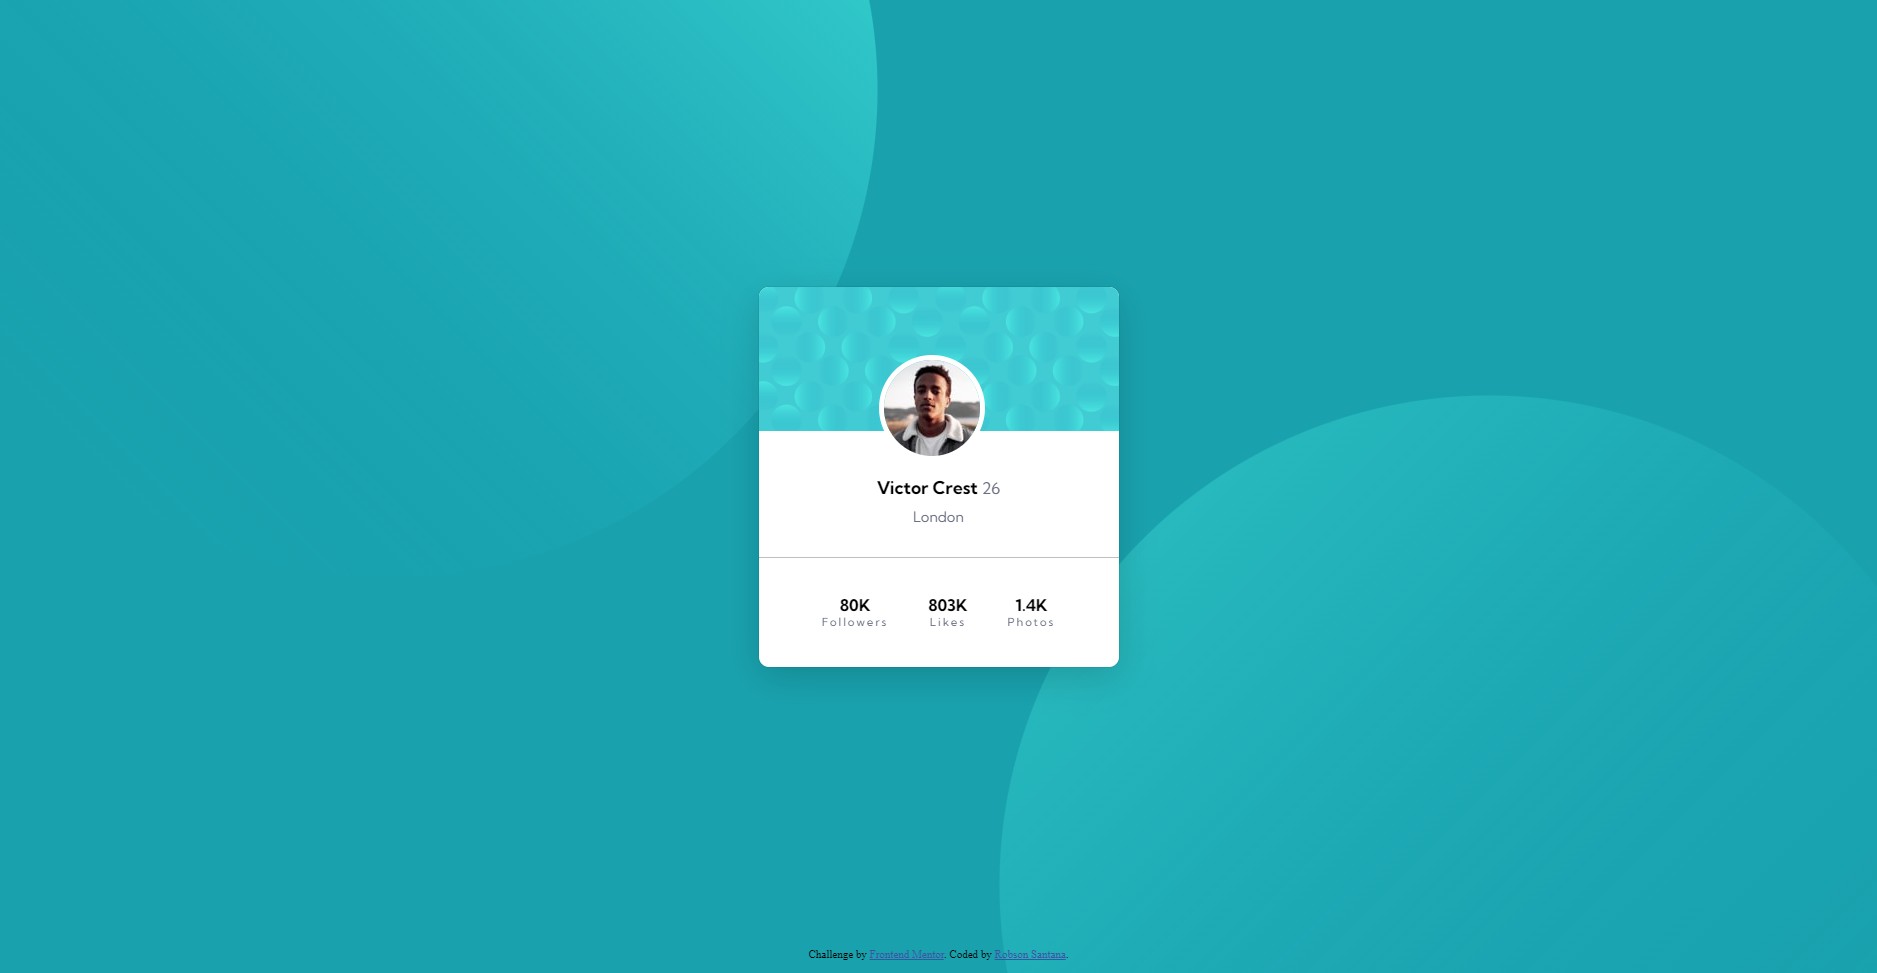 Victor Crest 26
London
80K 803K 1.4K
Followers Likes Photos
Challenge by Frontend Mentor. Coded by Robson Santana.